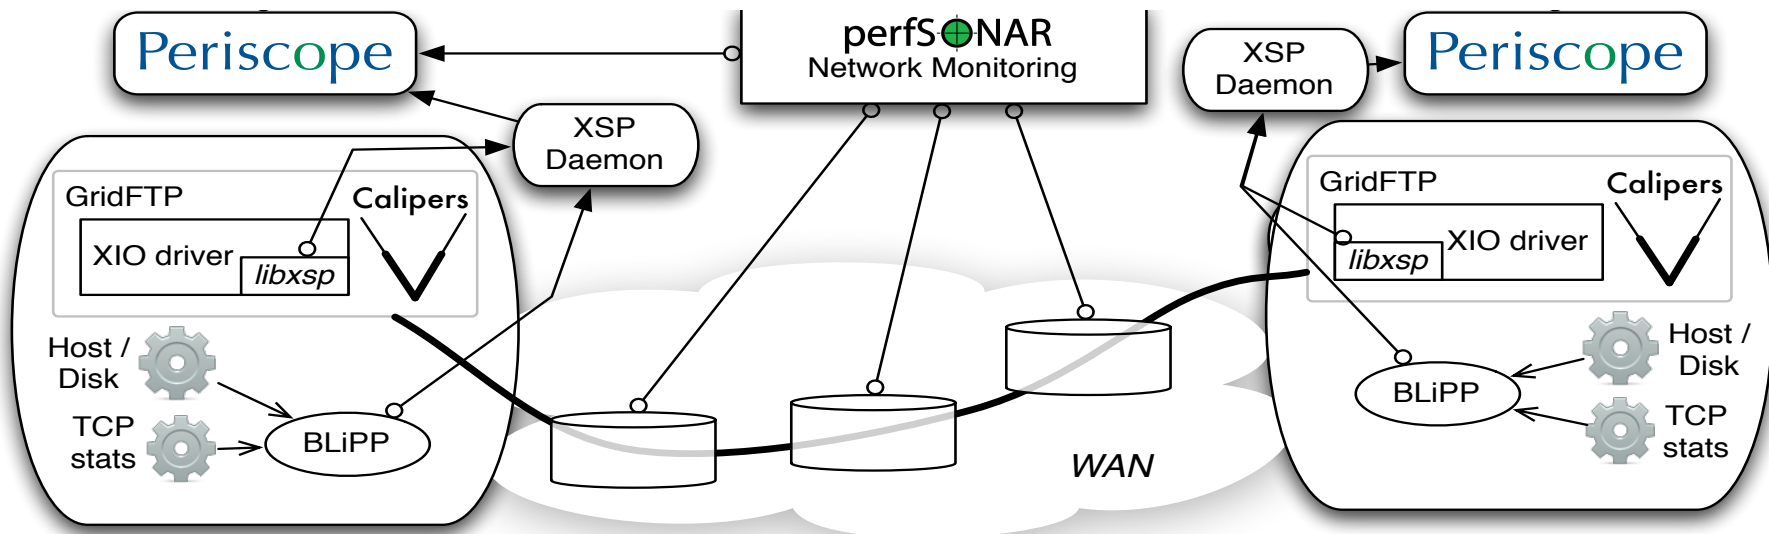 Periscope
perfSONAR
Network Monitoring
XSP
Daemon
Periscope
XSP
Daemon
GridFTP
Calipers
XIO driver
libxsp
Host /
Disk
TCP
stats
BLiPP
WAN
GridFTP
Calipers
XIO driver
libxsp
Host /
Disk
BLiPP
TCP
stats